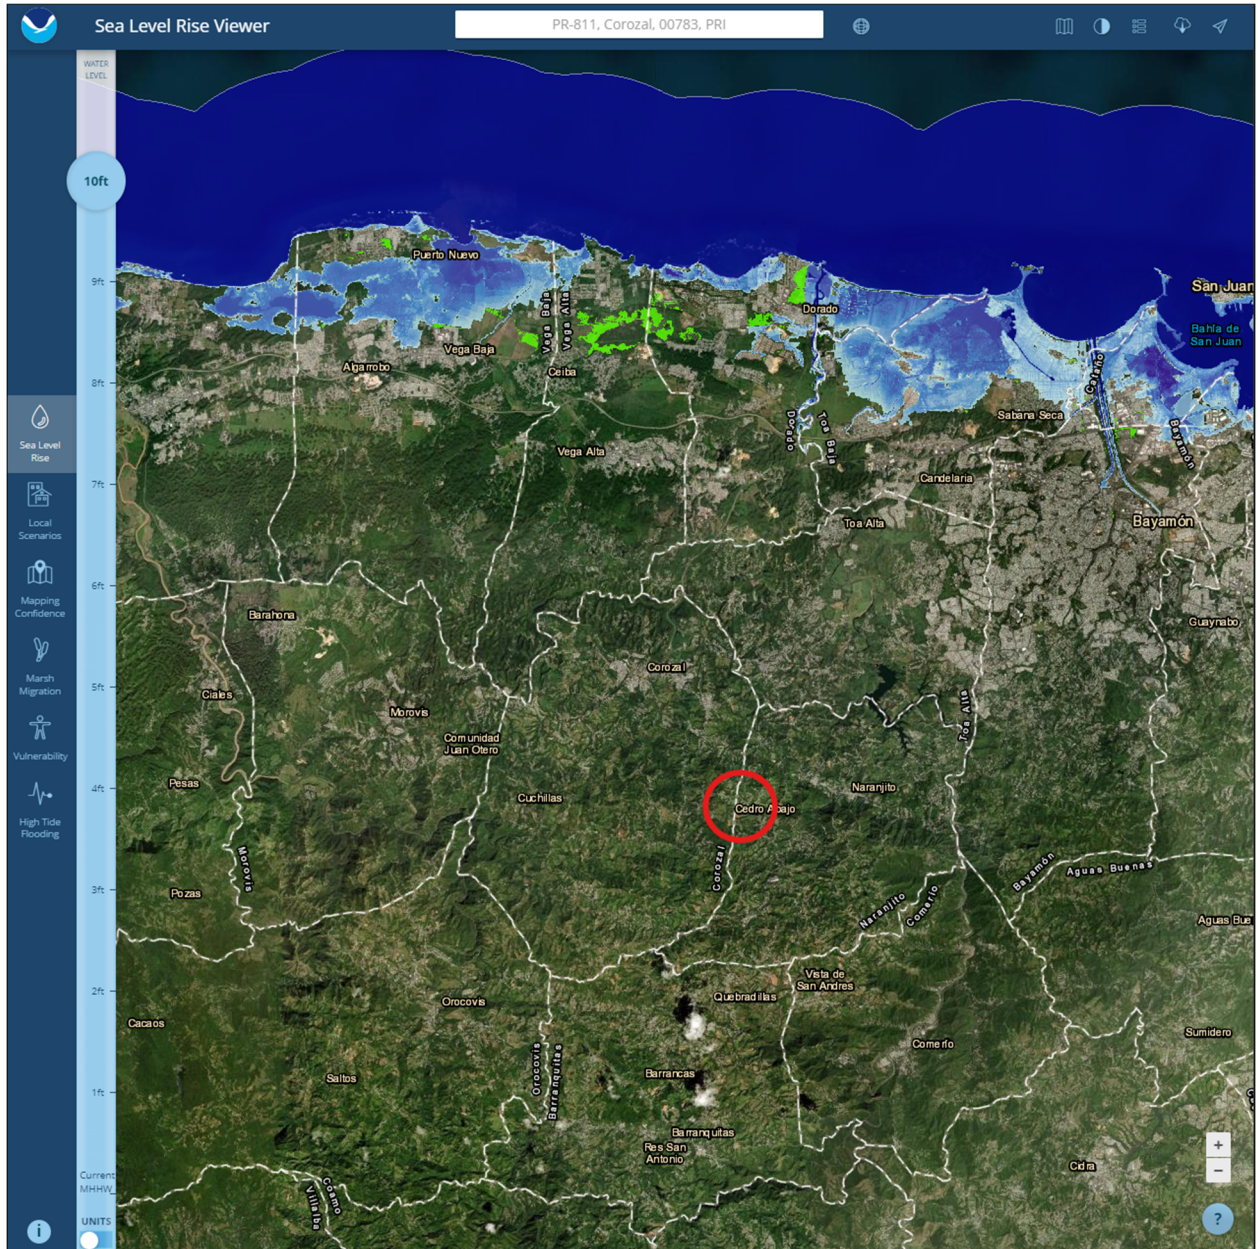 Sea Level Rise Viewer
PR-811, Corozal, 00783, PRI
WATER
LEVEL
10ft
9ft
8ft
7ft
6ft
5ft
4ft
3ft
2ft
1ft
Current
MHHW
UNITS
Sea Level
Rise
Local
Scenarios
Mapping
Confidence
Marsh
Migration
Vulnerability
High Tide
Flooding
i
Puerto Nuevo
San Juan
Bahía de
San Juan
Vega Baja
Vega Alta
Dorado
Vega Baja
Algarrobo
Ceiba
Cataño
Sabana Seca
Dorado
Toa Baja
Bayamón
Vega Alta
Candelaria
Toa Alta
Bayamón
Barahona
Guaynabo
Corozal
Ciales
Morovis
Toa Alta
Comunidad
Juan Otero
Pesas
Cuchillas
Naranjito
Cedro Abajo
Morovis
Corozal
Bayamón
Aguas Buenas
Pozas
Naranjito
Comerío
Aguas Bue
Vista de
San Andres
Orocovis
Quebradillas
Cacaos
Sumidero
Comerío
Orocovis
Barranquitas
Saltos
Barrancas
Barranquitas
Res San
Antonio
Cidra
Coamo
Villalba
+
−
?